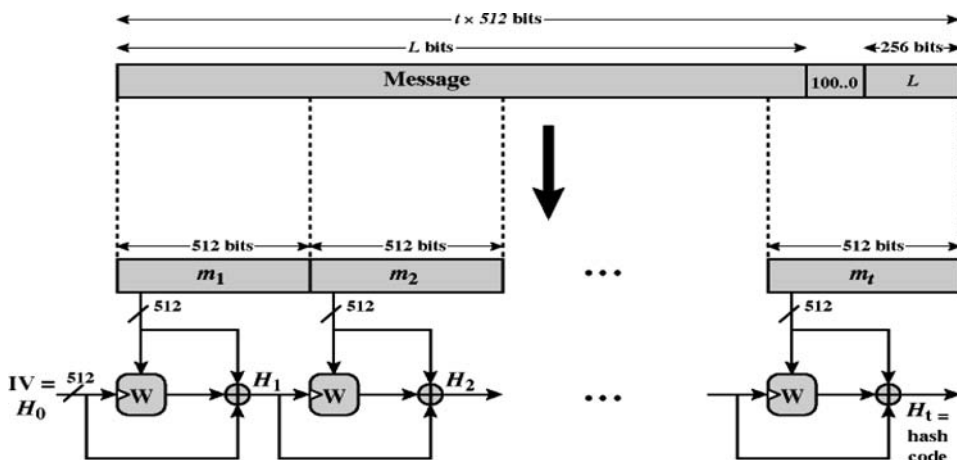 t × 512 bits
L bits
256 bits
Message
100..0
L
512 bits
512 bits
512 bits
m1
m2
...
mt
512
512
512
IV =
H0
512
W
H1
W
H2
...
W
Ht =
hash
code